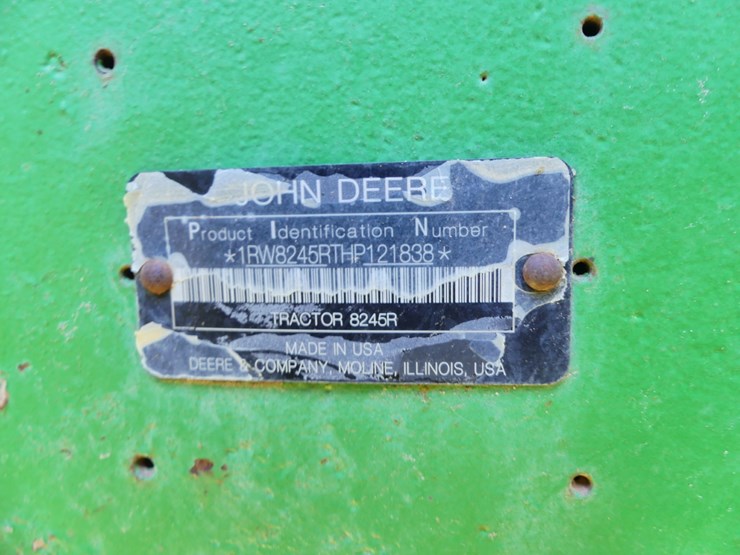 JOHN DEERE
Product Identification Number
*1RW8245RTHP121838*
TRACTOR 8245R
MADE IN USA
DEERE & COMPANY, MOLINE, ILLINOIS, USA